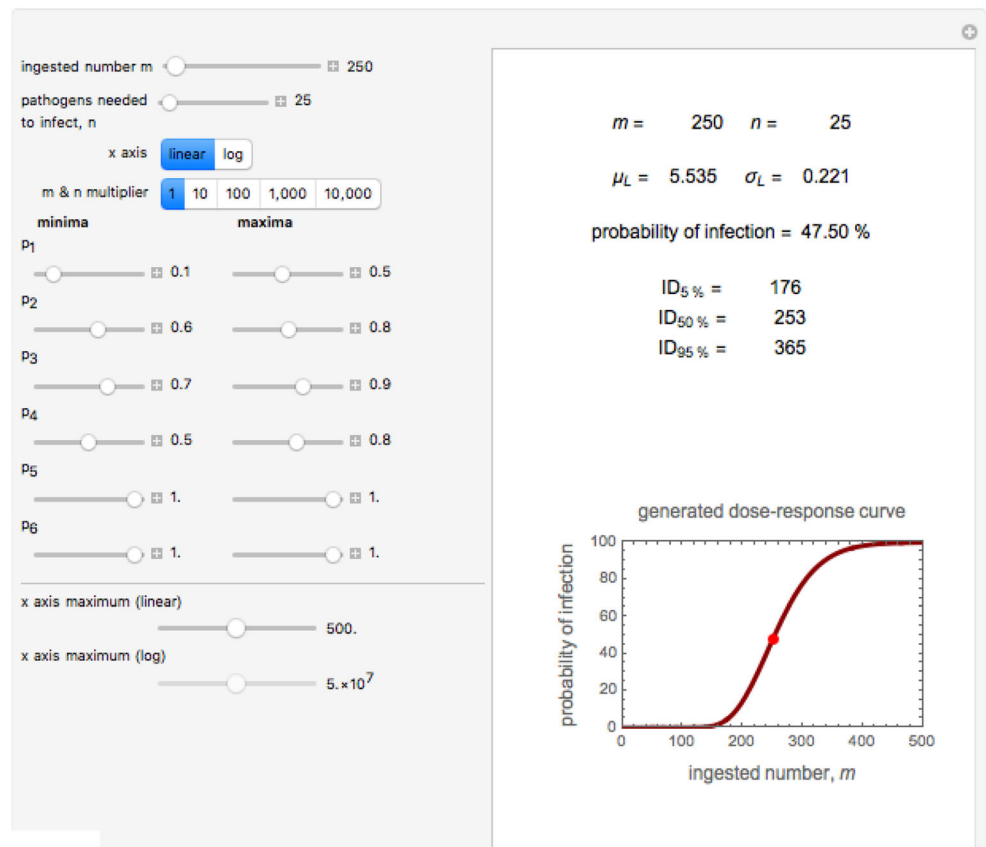 ingested number m 250
pathogens needed to infect, n 25
x axis linear log
m & n multiplier 1 10 100 1,000 10,000
minima maxima
P1
0.1 0.5
P2
0.6 0.8
P3
0.7 0.9
P4
0.5 0.8
P5
1. 1.
P6
1. 1.
x axis maximum (linear)
500.
x axis maximum (log)
5.×10^7
m = 250 n = 25
μL = 5.535 σL = 0.221
probability of infection = 47.50 %
ID5 % = 176
ID50 % = 253
ID95 % = 365
generated dose-response curve
probability of infection
100
80
60
40
20
0
0 100 200 300 400 500
ingested number, m